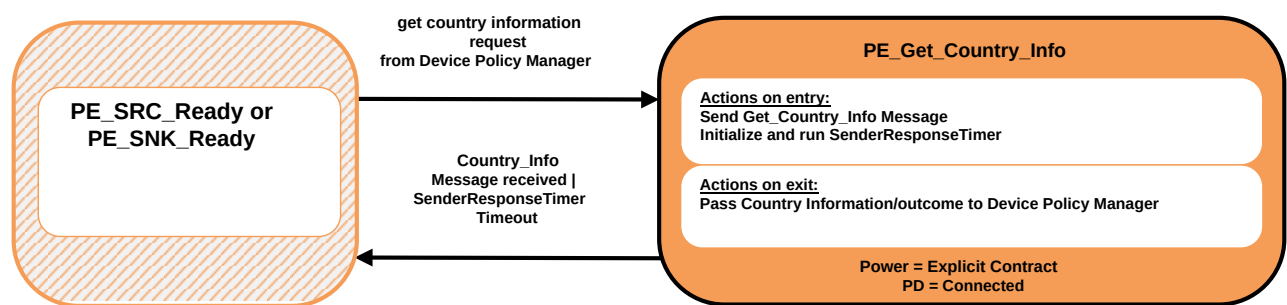 PE_SRC_Ready or
PE_SNK_Ready
get country information
request
from Device Policy Manager
Country_Info
Message received |
SenderResponseTimer
Timeout
PE_Get_Country_Info
Actions on entry:
Send Get_Country_Info Message
Initialize and run SenderResponseTimer
Actions on exit:
Pass Country Information/outcome to Device Policy Manager
Power = Explicit Contract
PD = Connected